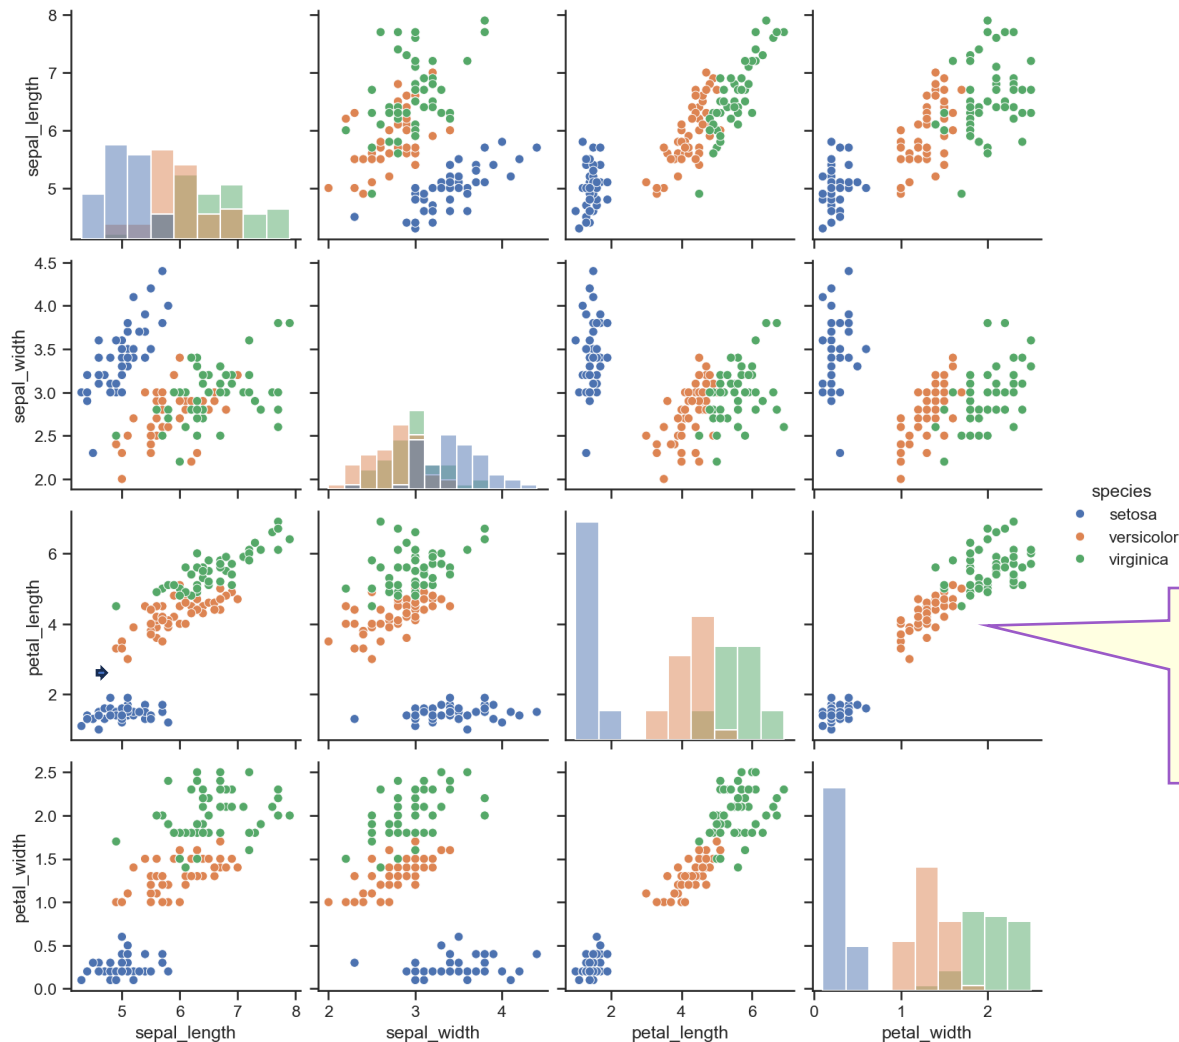 8
7
6
5
sepal_length
4.5
4.0
3.5
3.0
2.5
2.0
sepal_width
species
setosa
versicolor
virginica
6
4
2
petal_length
2.5
2.0
1.5
1.0
0.5
0.0
petal_width
5 6 7 8
2 3 4
2 4 6
0 1 2
sepal_length
sepal_width
petal_length
petal_width